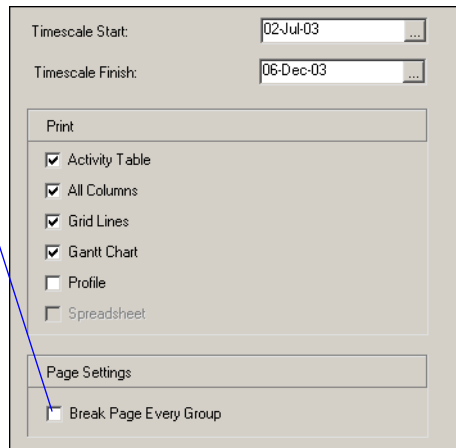 Timescale Start: 02-Jul-03 ...
Timescale Finish: 06-Dec-03 ...
Print
Activity Table
All Columns
Grid Lines
Gantt Chart
Profile
Spreadsheet
Page Settings
Break Page Every Group